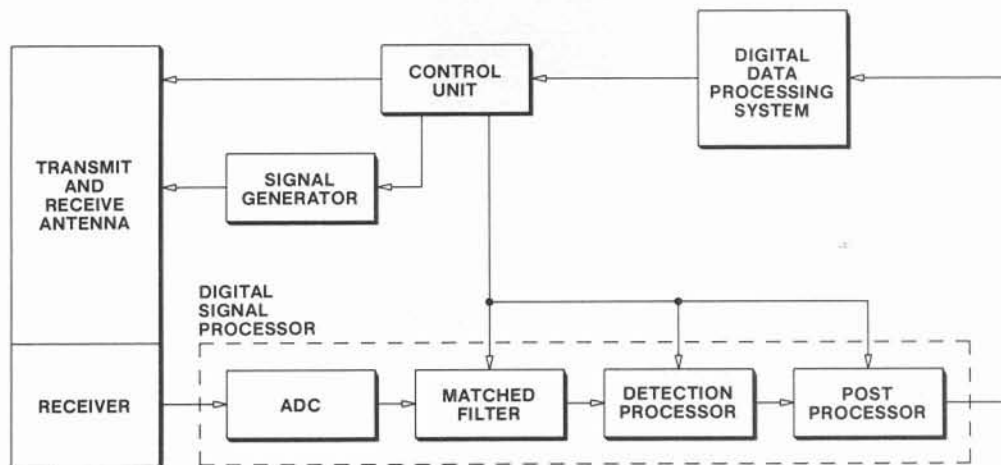 CONTROL
UNIT
DIGITAL
DATA
PROCESSING
SYSTEM
TRANSMIT
AND
RECEIVE
ANTENNA
SIGNAL
GENERATOR
DIGITAL
SIGNAL
PROCESSOR
RECEIVER
ADC
MATCHED
FILTER
DETECTION
PROCESSOR
POST
PROCESSOR